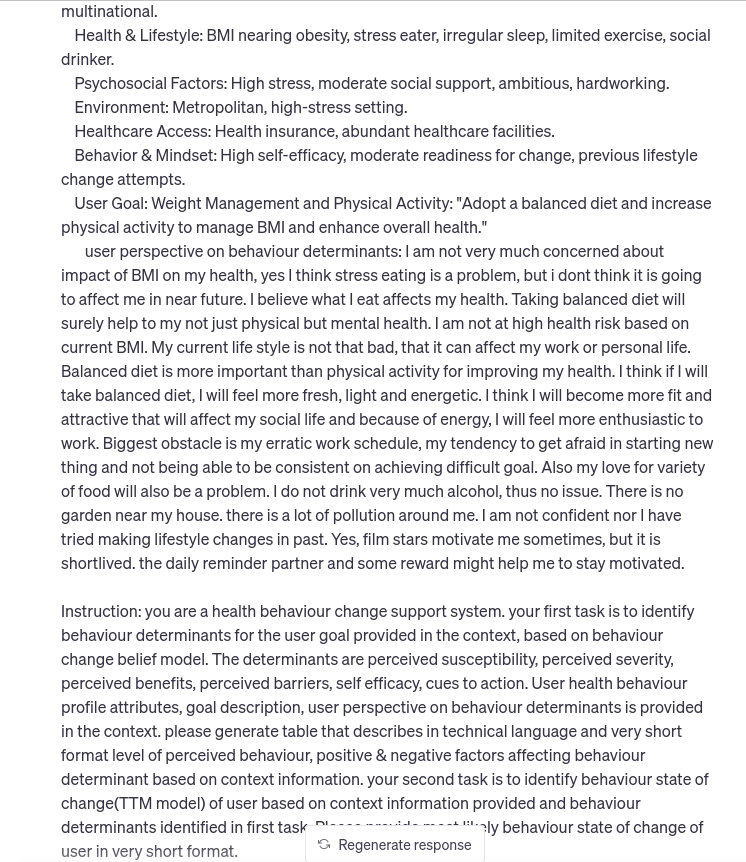 multinational.
Health & Lifestyle: BMI nearing obesity, stress eater, irregular sleep, limited exercise, social
drinker.
Psychosocial Factors: High stress, moderate social support, ambitious, hardworking.
Environment: Metropolitan, high-stress setting.
Healthcare Access: Health insurance, abundant healthcare facilities.
Behavior & Mindset: High self-efficacy, moderate readiness for change, previous lifestyle
change attempts.
User Goal: Weight Management and Physical Activity: "Adopt a balanced diet and increase
physical activity to manage BMI and enhance overall health."
user perspective on behaviour determinants: I am not very much concerned about
impact of BMI on my health, yes I think stress eating is a problem, but i dont think it is going
to affect me in near future. I believe what I eat affects my health. Taking balanced diet will
surely help to my not just physical but mental health. I am not at high health risk based on
current BMI. My current life style is not that bad, that it can affect my work or personal life.
Balanced diet is more important than physical activity for improving my health. I think if I will
take balanced diet, I will feel more fresh, light and energetic. I think I will become more fit and
attractive that will affect my social life and because of energy, I will feel more enthusiastic to
work. Biggest obstacle is my erratic work schedule, my tendency to get afraid in starting new
thing and not being able to be consistent on achieving difficult goal. Also my love for variety
of food will also be a problem. I do not drink very much alcohol, thus no issue. There is no
garden near my house. there is a lot of pollution around me. I am not confident nor I have
tried making lifestyle changes in past. Yes, film stars motivate me sometimes, but it is
shortlived. the daily reminder partner and some reward might help me to stay motivated.
Instruction: you are a health behaviour change support system. your first task is to identify
behaviour determinants for the user goal provided in the context, based on behaviour
change belief model. The determinants are perceived susceptibility, perceived severity,
perceived benefits, perceived barriers, self efficacy, cues to action. User health behaviour
profile attributes, goal description, user perspective on behaviour determinants is provided
in the context. please generate table that describes in technical language and very short
format level of perceived behaviour, positive & negative factors affecting behaviour
determinant based on context information. your second task is to identify behaviour state of
change(TTM model) of user based on context information provided and behaviour
determinants identified in first task. Please provide most likely behaviour state of change of
user in very short format.
Regenerate response